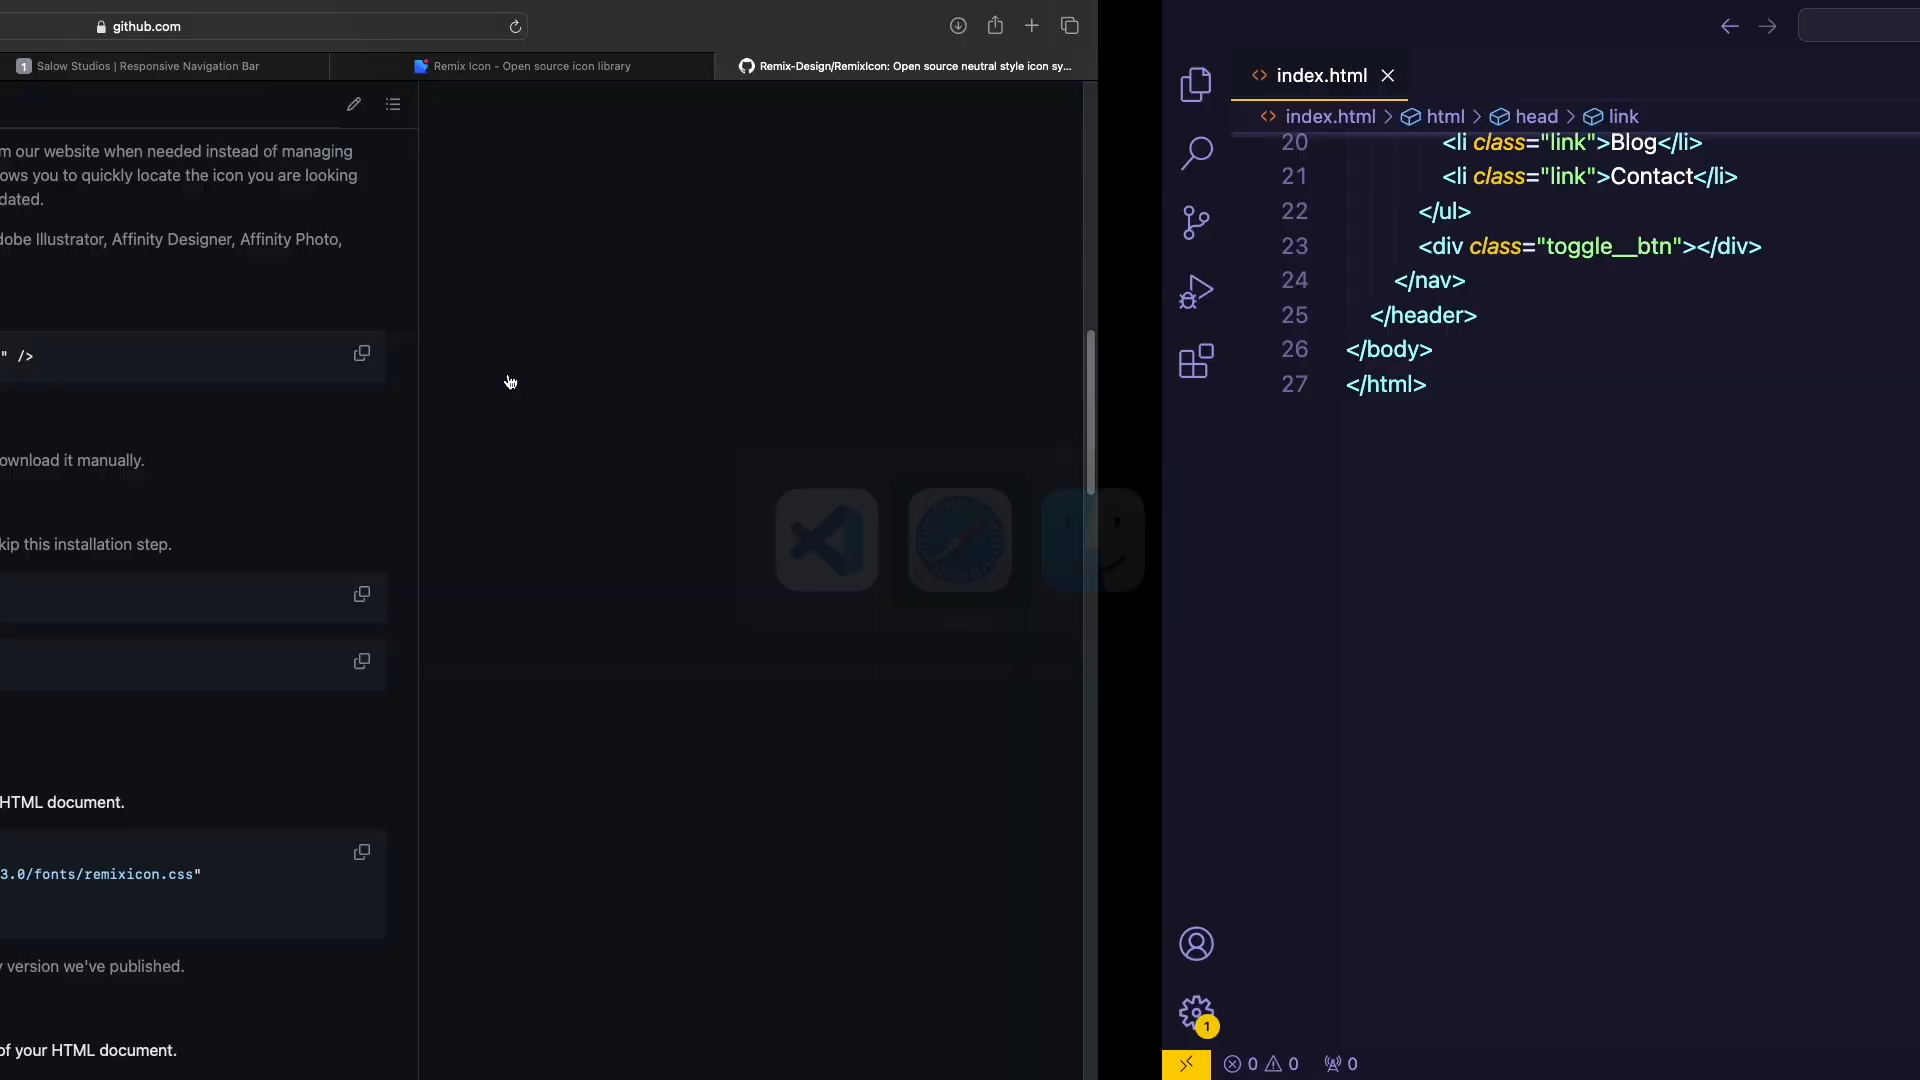 github.com
1 Salow Studios | Responsive Navigation Bar
Remix Icon - Open source icon library
Remix-Design/RemixIcon: Open source neutral style icon sy...
m our website when needed instead of managing
ows you to quickly locate the icon you are looking
dated.
dobe Illustrator, Affinity Designer, Affinity Photo,
" />
ownload it manually.
kip this installation step.
HTML document.
3.0/fonts/remixicon.css"
version we've published.
of your HTML document.
index.html
index.html > html > head > link
20 <li class="link">Blog</li>
21 <li class="link">Contact</li>
22 </ul>
23 <div class="toggle__btn"></div>
24 </nav>
25 </header>
26 </body>
27 </html>
1
0 0 0